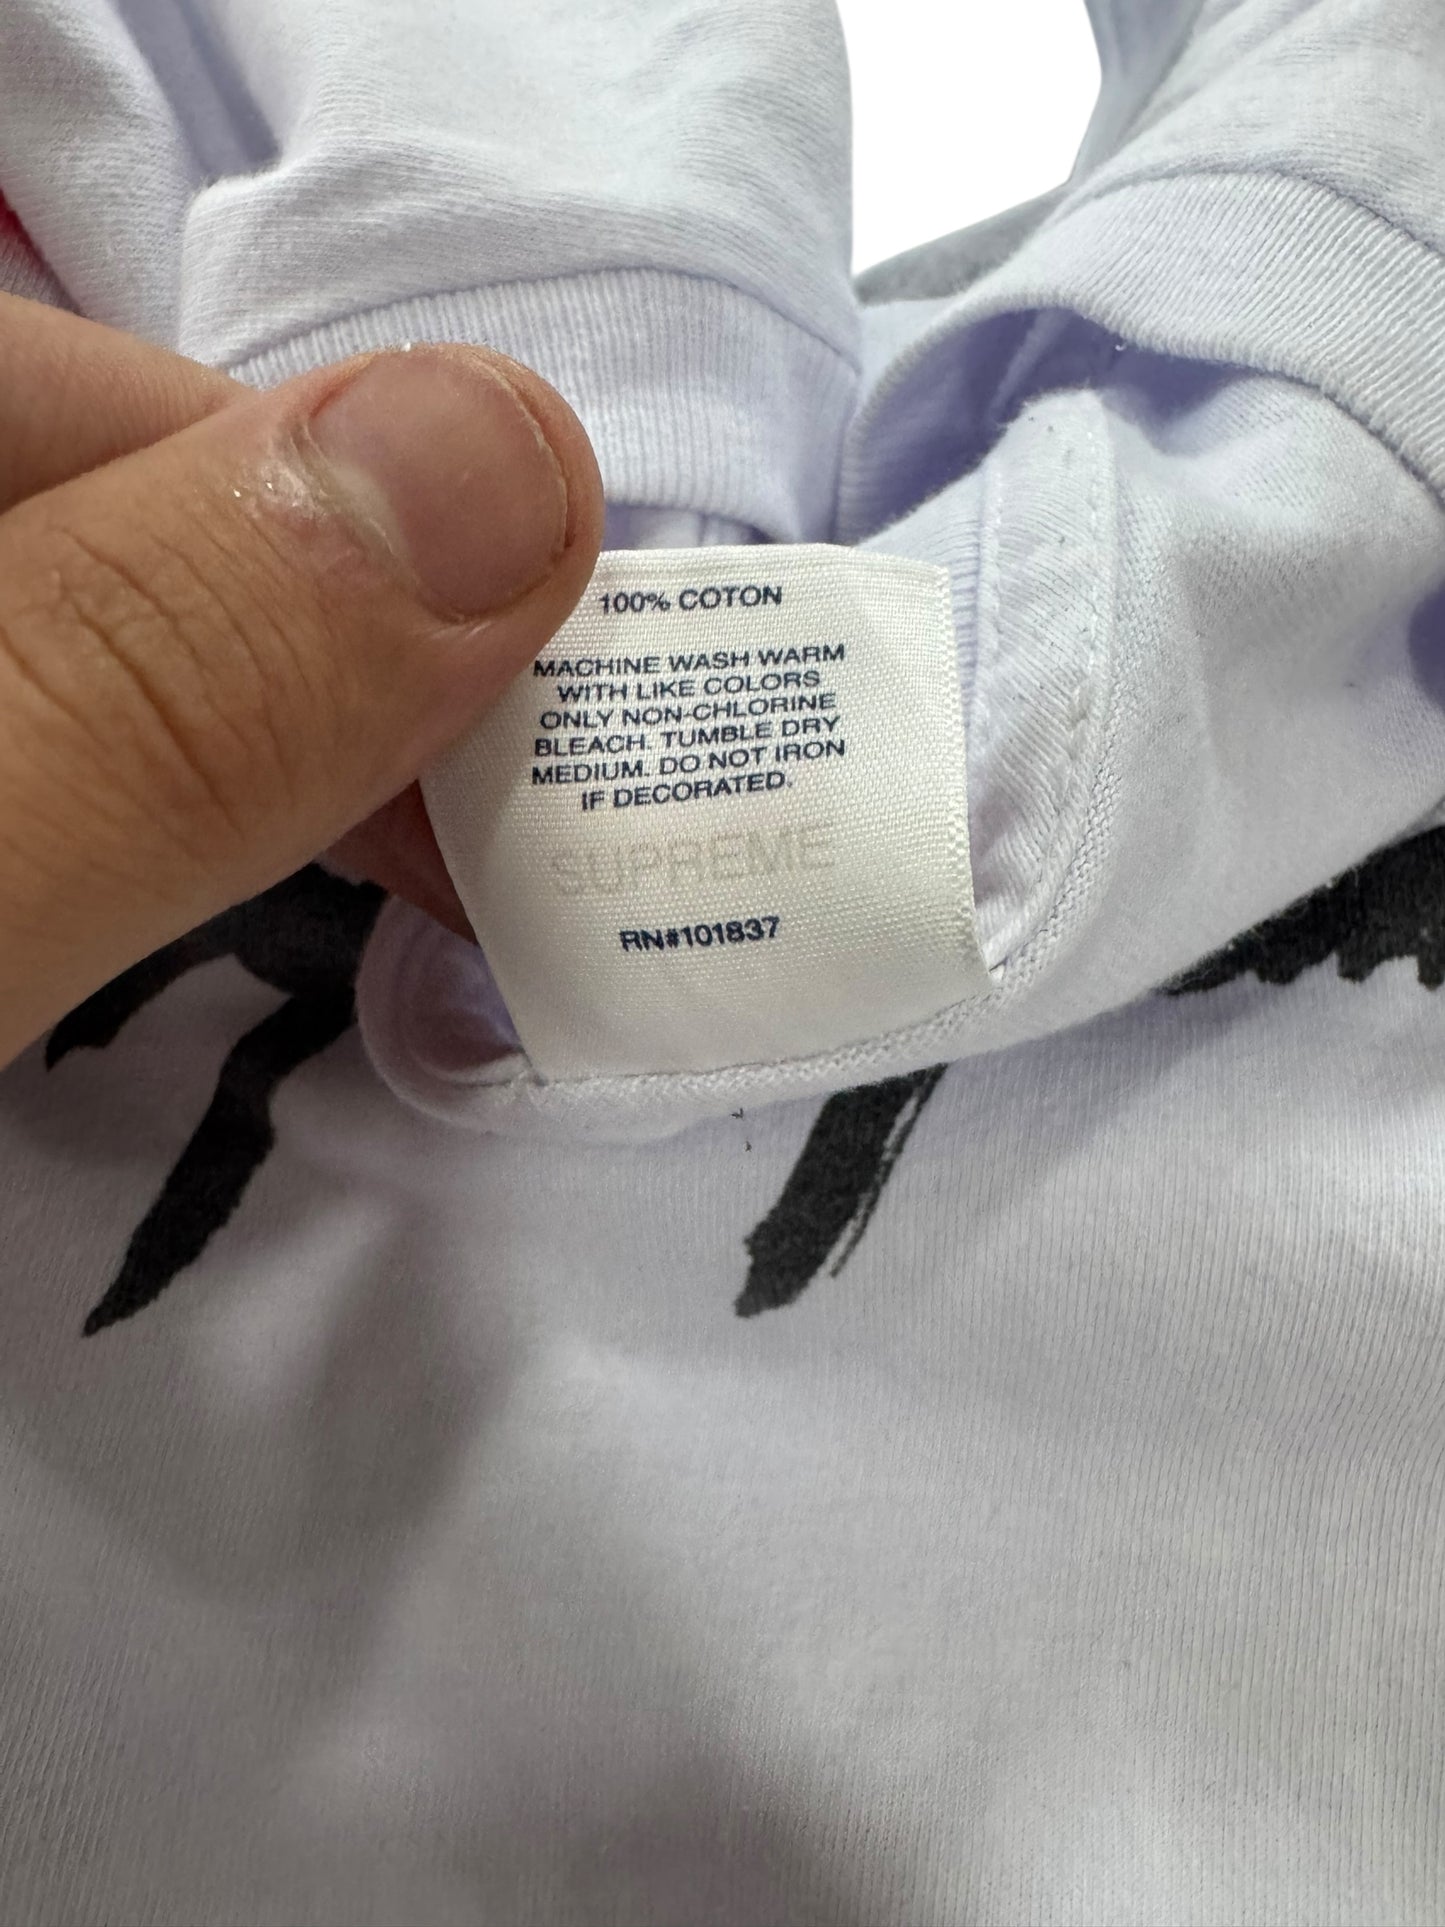 100% COTON
MACHINE WASH WARM
WITH LIKE COLORS
ONLY NON-CHLORINE
BLEACH. TUMBLE DRY
MEDIUM. DO NOT IRON
IF DECORATED.
SUPREME
RN#101837